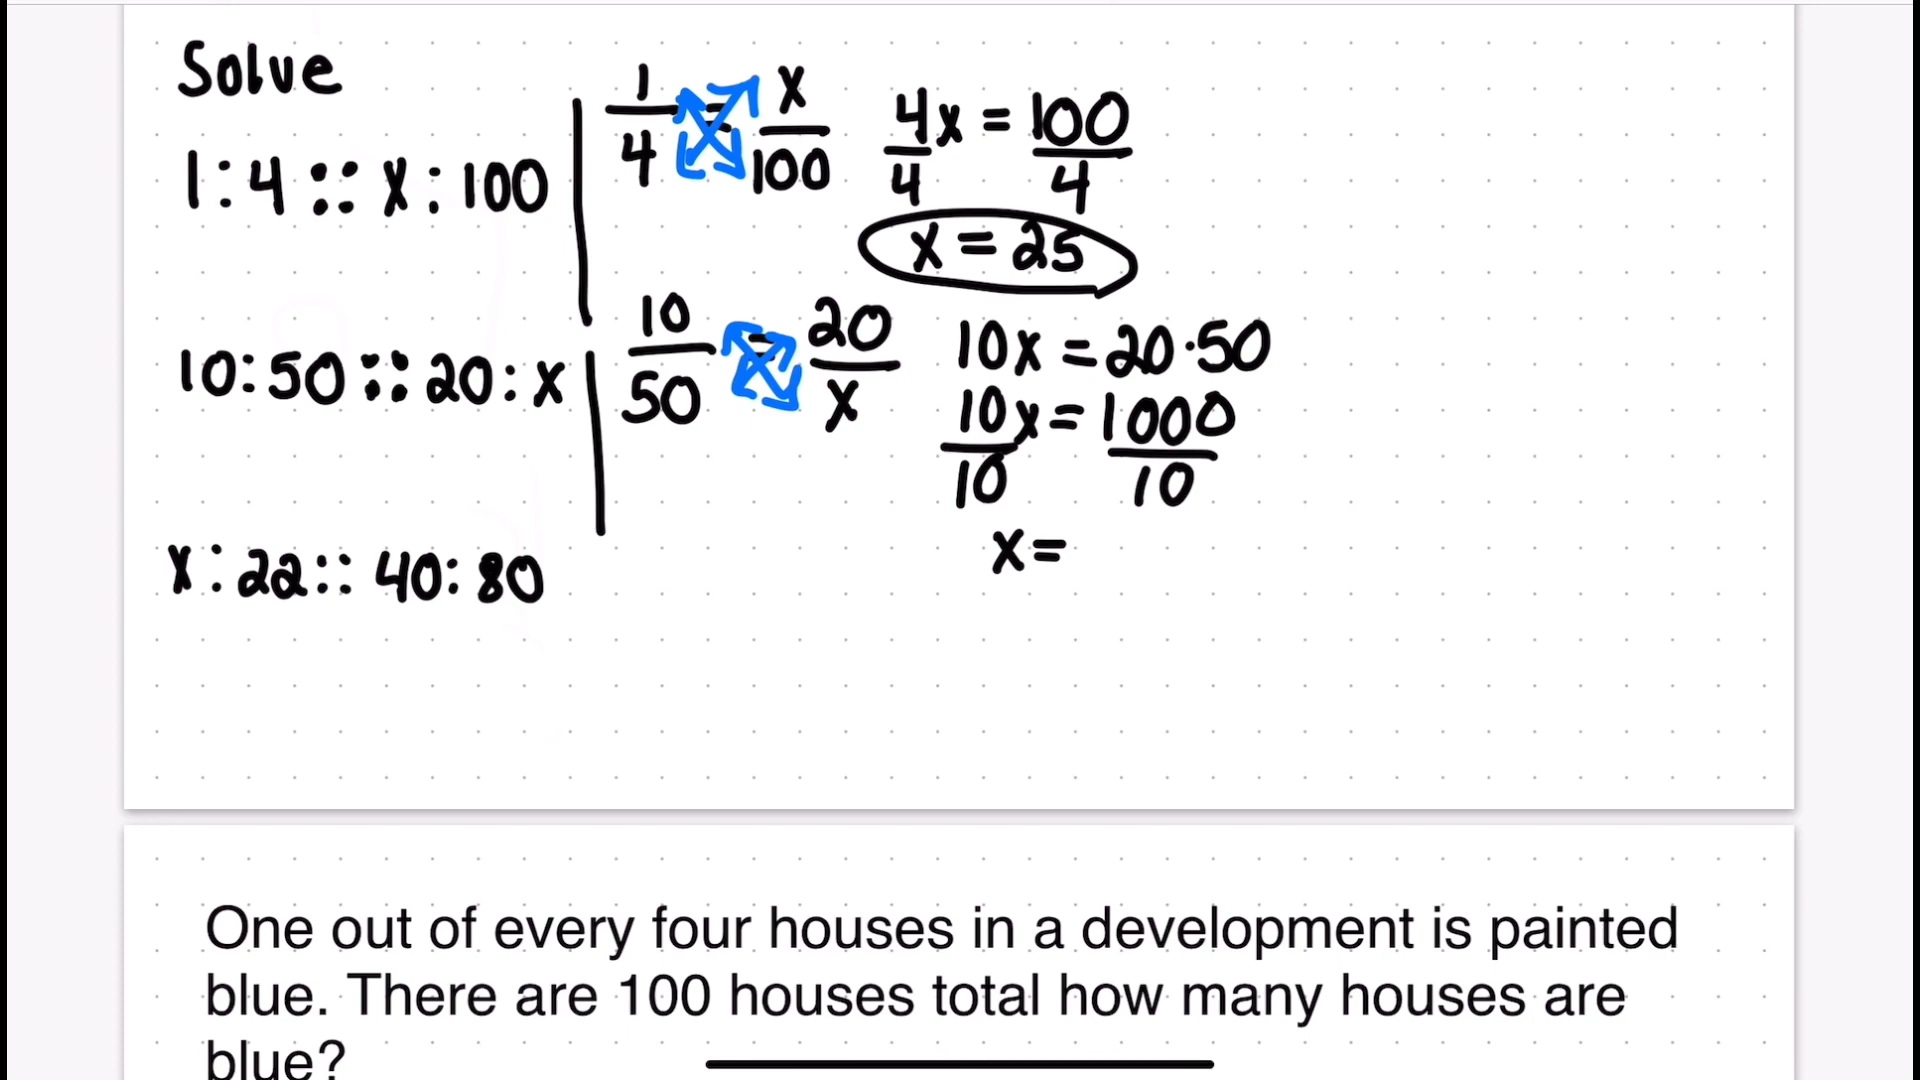 Solve
1:4::x:100
1/4 = x/100
4x/4 = 100/4
x = 25
10:50::20:x
10/50 = 20/x
10x = 20·50
10x/10 = 1000/10
x =
x:22::40:80
One out of every four houses in a development is painted
blue. There are 100 houses total how many houses are
blue?